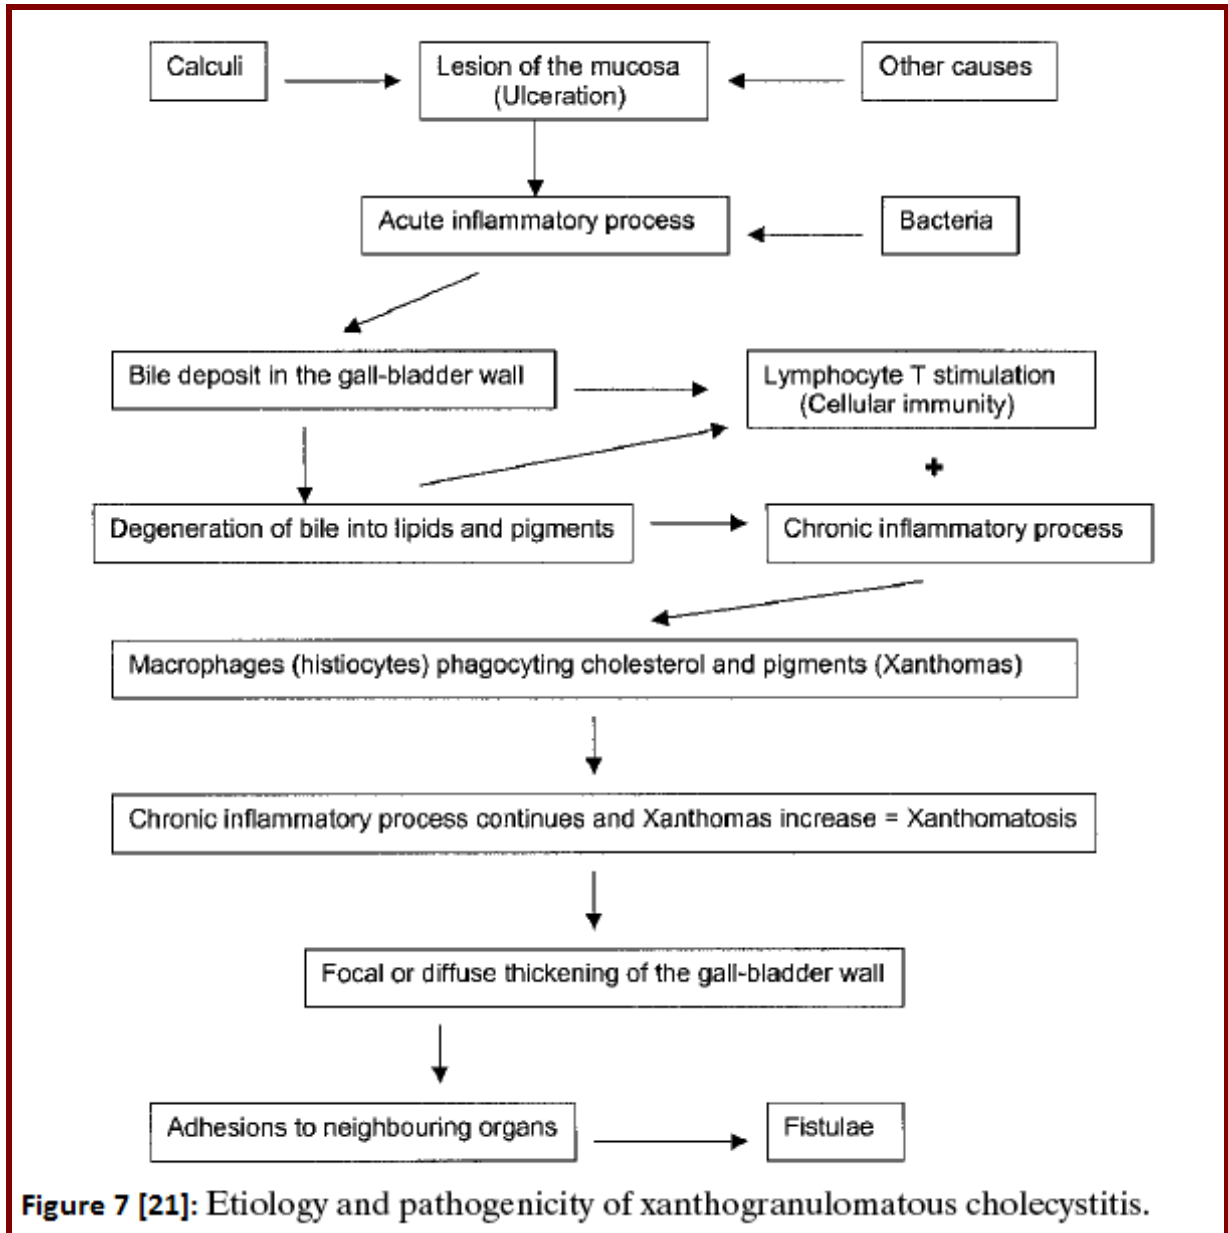 Calculi
Lesion of the mucosa
(Ulceration)
Other causes
Acute inflammatory process
Bacteria
Bile deposit in the gall-bladder wall
Lymphocyte T stimulation
(Cellular immunity)
+
Degeneration of bile into lipids and pigments
Chronic inflammatory process
Macrophages (histiocytes) phagocyting cholesterol and pigments (Xanthomas)
Chronic inflammatory process continues and Xanthomas increase = Xanthomatosis
Focal or diffuse thickening of the gall-bladder wall
Adhesions to neighbouring organs
Fistulae
Figure 7 [21]: Etiology and pathogenicity of xanthogranulomatous cholecystitis.